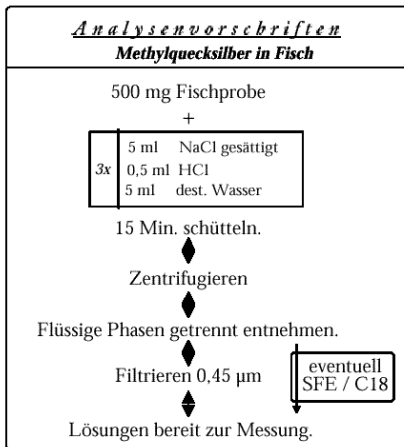 Analysenvorschriften
Methylquecksilber in Fisch
500 mg Fischprobe
+
3x
5 ml NaCl gesättigt
0,5 ml HCl
5 ml dest. Wasser
15 Min. schütteln.
Zentrifugieren
Flüssige Phasen getrennt entnehmen.
Filtrieren 0,45 µm
eventuell
SFE / C18
Lösungen bereit zur Messung.